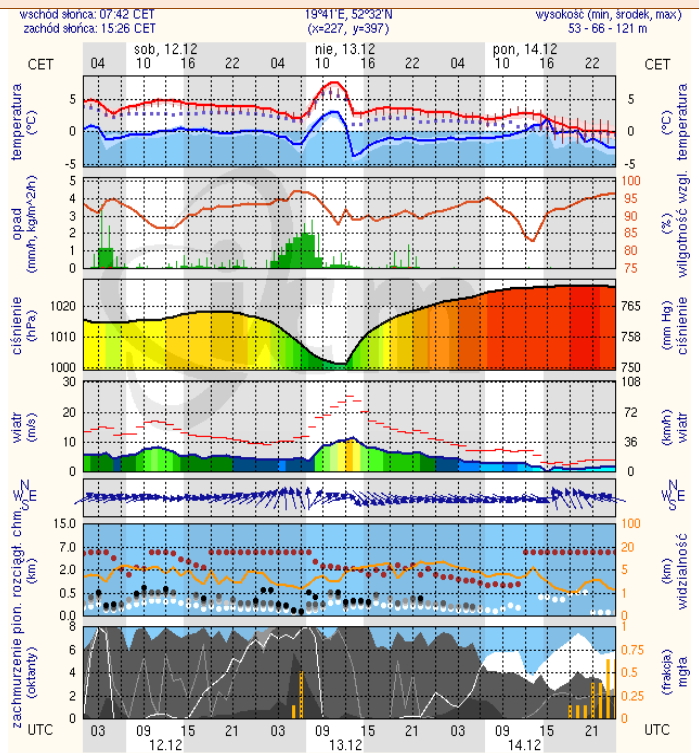 wschód słońca: 07:42 CET 19°41'E, 52°32'N wysokość (min, środek, max)
zachód słońca: 15:26 CET (x=227, y=397) 53 - 66 - 121 m
sob, 12.12 nie, 13.12 pon, 14.12
CET 04 10 16 22 04 10 16 22 04 10 16 22 CET
temperatura (°C)
5
0
-5
5
0
-5
(°C) temperatura
opad (mm/h, kg/m^2/h)
5
4
3
2
1
0
100
95
90
85
80
75
(%) wilgotność wzgl.
ciśnienie (hPa)
1020
1010
1000
765
758
750
(mm Hg) ciśnienie
wiatr (m/s)
30
20
10
0
108
72
36
0
(km/h) wiatr
N
W E
S
N
W E
S
pion. rozciągł. chm. (km)
15.0
7.0
2.0
0.5
0.0
100
20
5
1
0
(km) widzialność
zachmurzenie (oktanty)
8
6
4
2
0
1
0.75
0.5
0.25
0
(frakcja) mgła
UTC 03 09 15 21 03 09 15 21 03 09 15 21 UTC
12.12 13.12 14.12